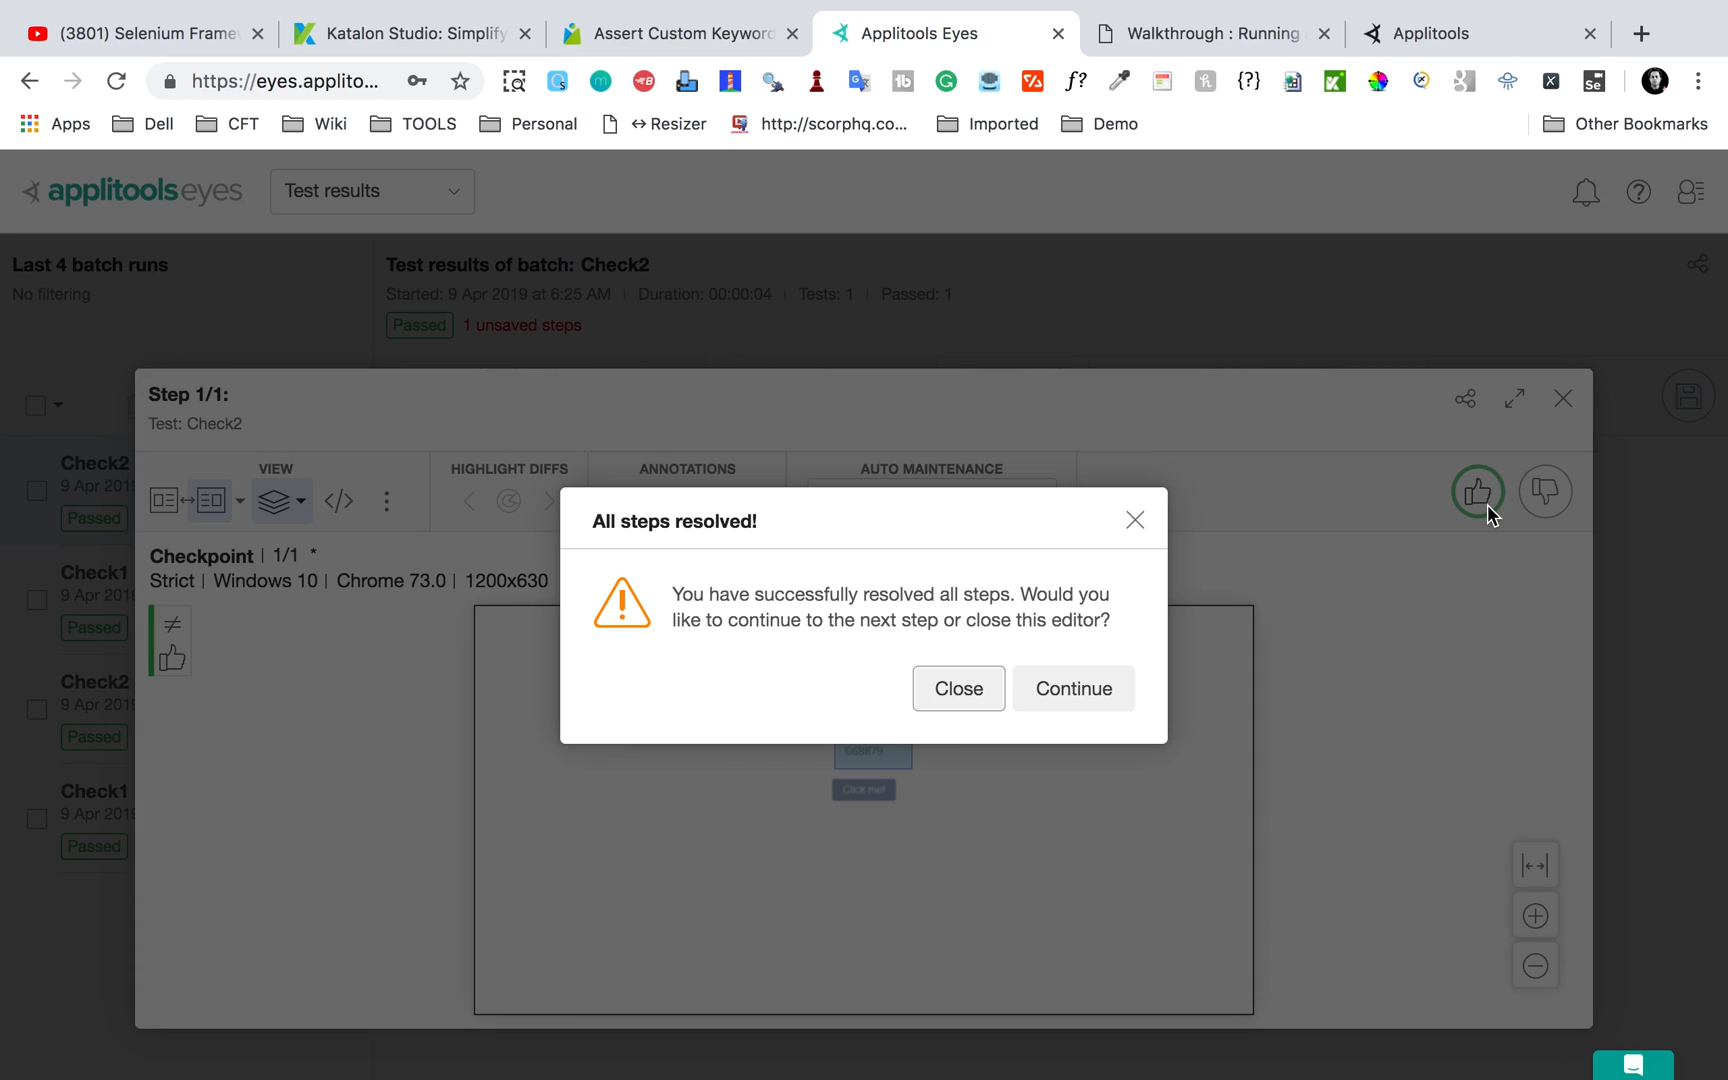 (3801) Selenium Frame
Katalon Studio: Simplify
Assert Custom Keyword
Applitools Eyes
Walkthrough : Running
Applitools
https://eyes.applito...
Apps
Dell
CFT
Wiki
TOOLS
Personal
↔Resizer
http://scorphq.co...
Imported
Demo
Other Bookmarks
applitools eyes
Test results
Last 4 batch runs
No filtering
Test results of batch: Check2
Started: 9 Apr 2019 at 6:25 AM | Duration: 00:00:04 | Tests: 1 | Passed: 1
Passed 1 unsaved steps
Step 1/1:
Test: Check2
VIEW
HIGHLIGHT DIFFS
ANNOTATIONS
AUTO MAINTENANCE
Check2
9 Apr 2019
Passed
Check1
9 Apr 2019
Passed
Check2
9 Apr 2019
Passed
Check1
9 Apr 2019
Passed
Checkpoint | 1/1 *
Strict | Windows 10 | Chrome 73.0 | 1200x630
All steps resolved!
You have successfully resolved all steps. Would you
like to continue to the next step or close this editor?
Close
Continue
Click me!